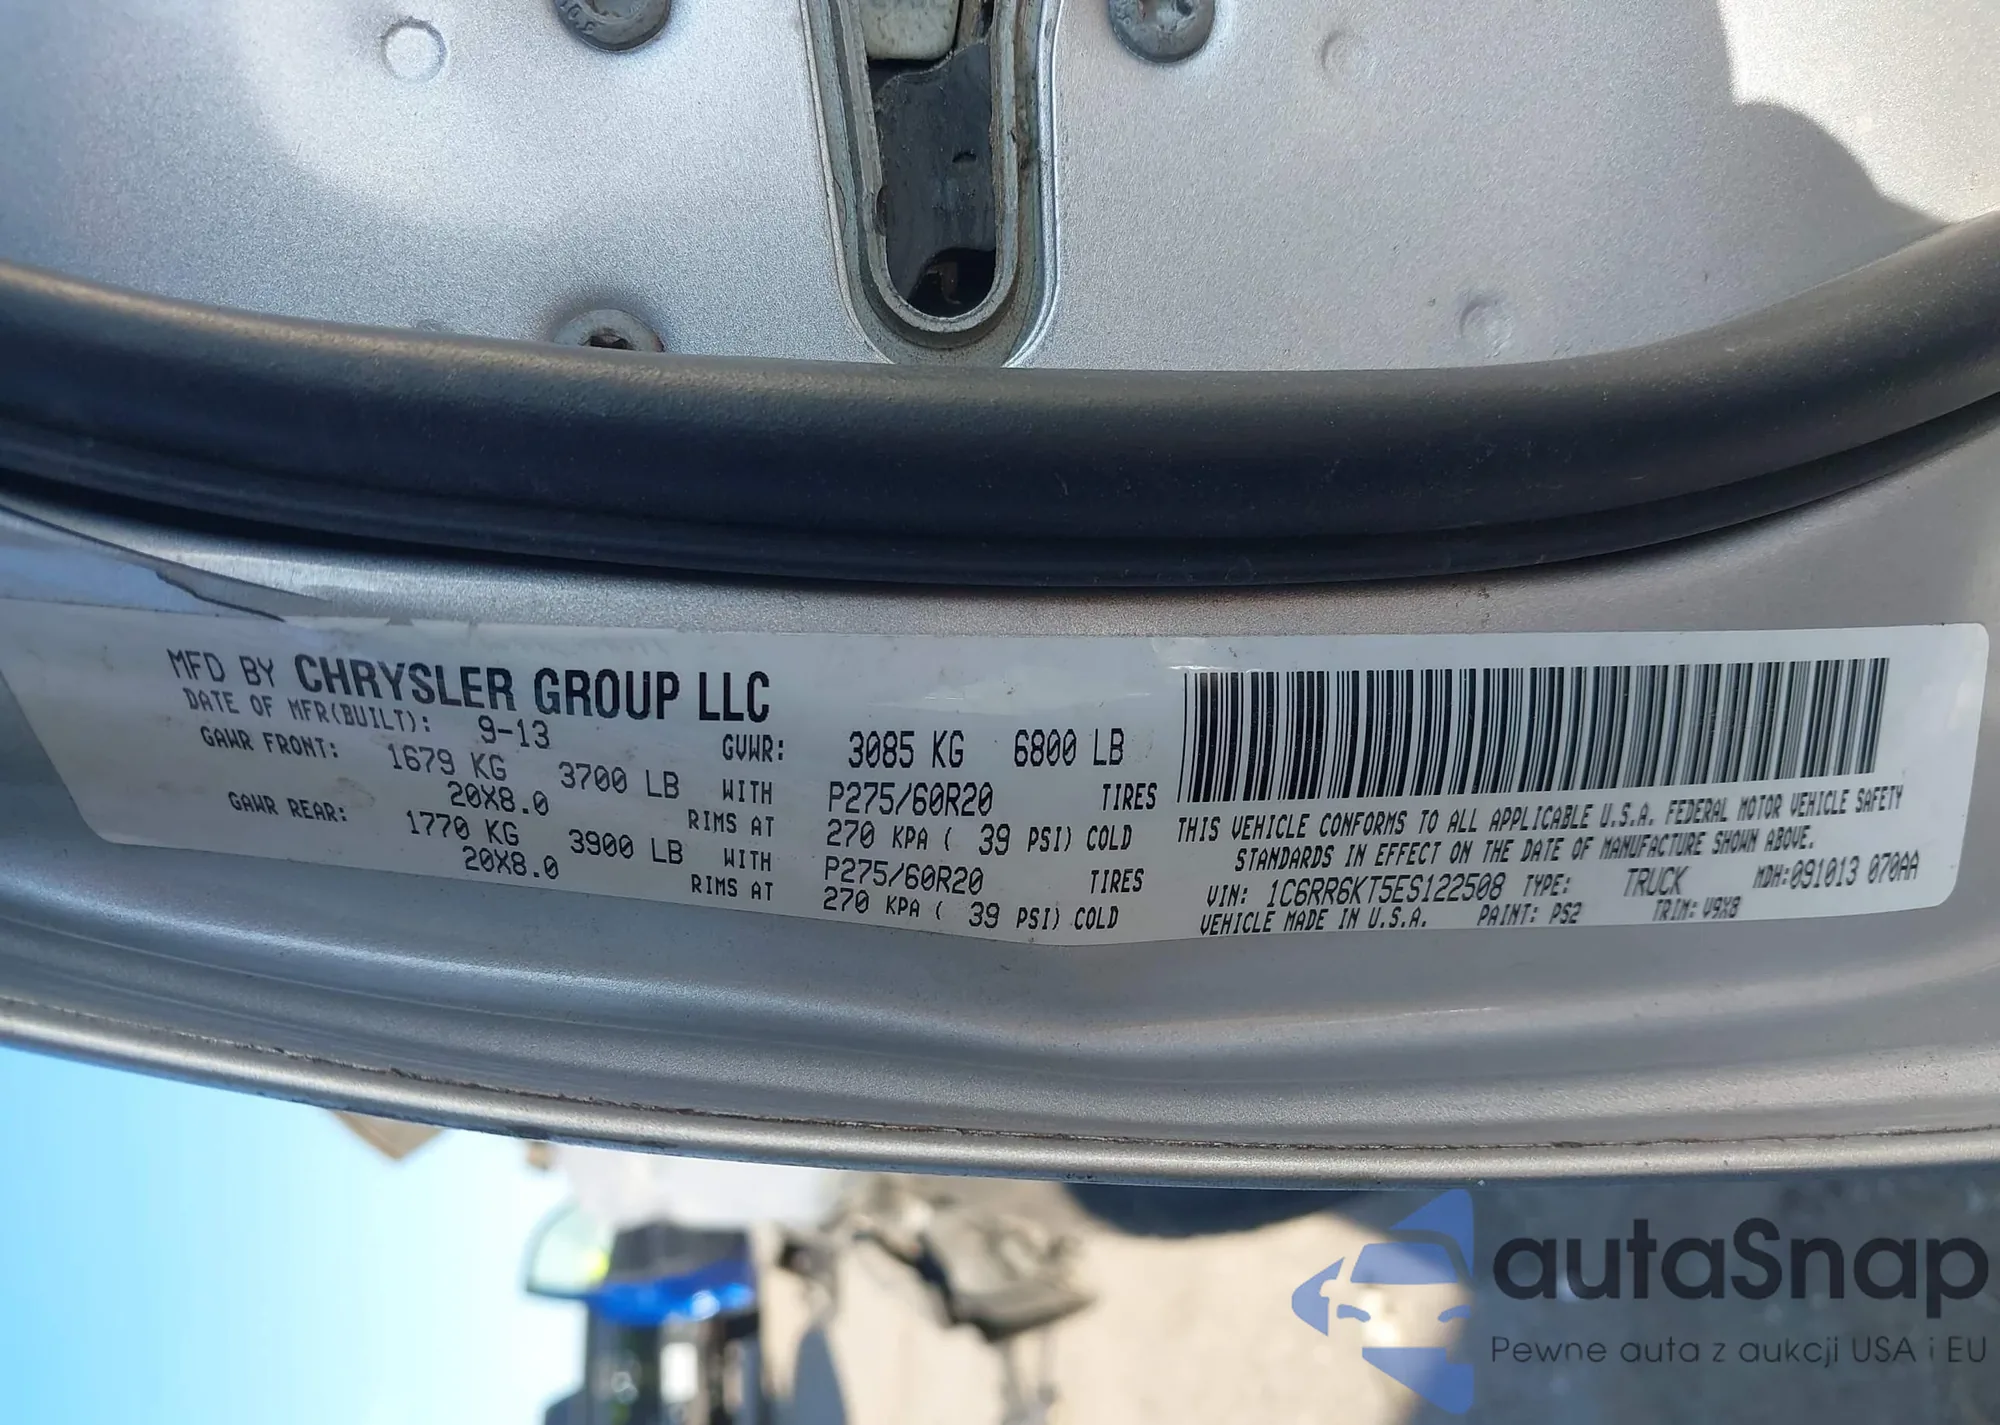 MFD BY CHRYSLER GROUP LLC
DATE OF MFR(BUILT): 9-13 GVWR: 3085 KG 6800 LB
GAWR FRONT: 1679 KG 3700 LB WITH P275/60R20 TIRES
20X8.0 RIMS AT 270 KPA ( 39 PSI) COLD
GAWR REAR: 1770 KG 3900 LB WITH P275/60R20 TIRES
20X8.0 RIMS AT 270 KPA ( 39 PSI) COLD
THIS VEHICLE CONFORMS TO ALL APPLICABLE U.S.A. FEDERAL MOTOR VEHICLE SAFETY
STANDARDS IN EFFECT ON THE DATE OF MANUFACTURE SHOWN ABOVE.
VIN: 1C6RR6KT5ES122508 TYPE: TRUCK MDH:091013 070AA
VEHICLE MADE IN U.S.A. PAINT: PS2 TRIM: V9X8
autaSnap
Pewne auta z aukcji USA i EU